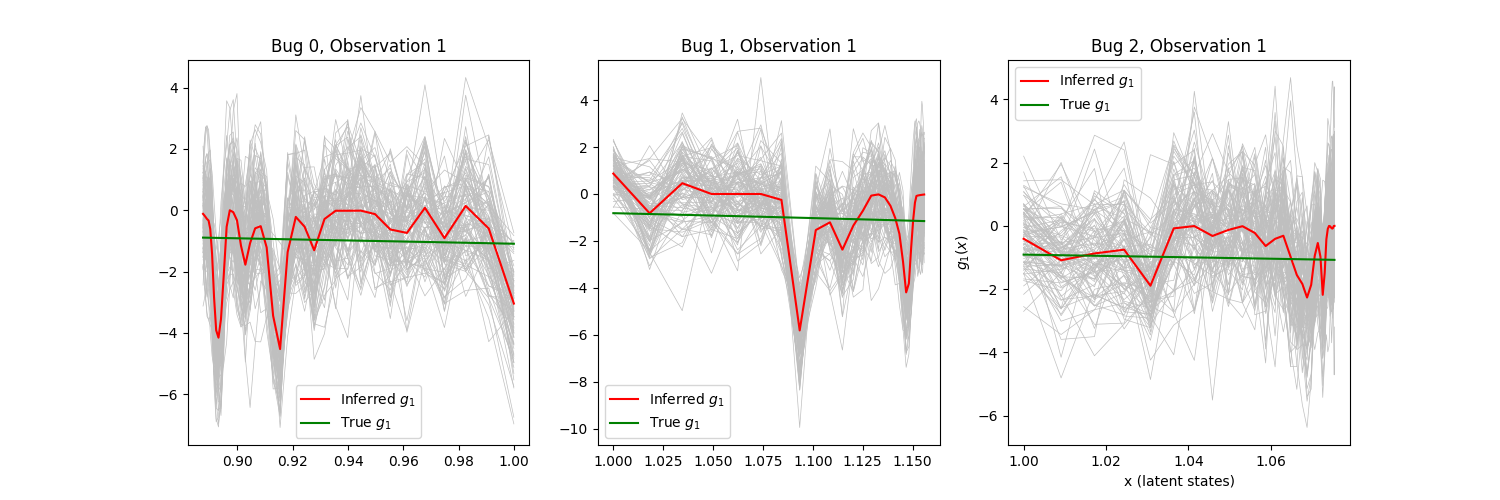 Bug 0, Observation 1
4
2
0
−2
−4
−6
0.90 0.92 0.94 0.96 0.98 1.00
Inferred g₁
True g₁
Bug 1, Observation 1
4
2
0
−2
−4
−6
−8
−10
1.000 1.025 1.050 1.075 1.100 1.125 1.150
Inferred g₁
True g₁
Bug 2, Observation 1
g₁(x)
4
2
0
−2
−4
−6
1.00 1.02 1.04 1.06
x (latent states)
Inferred g₁
True g₁